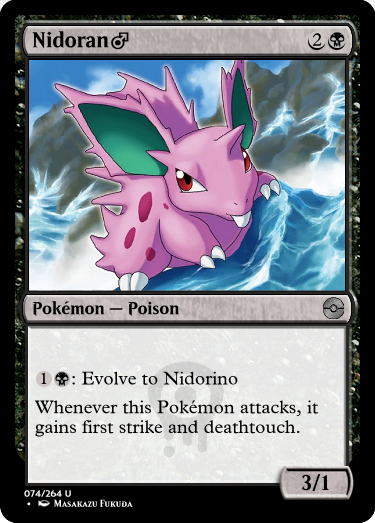 Nidoran♂ 2
Pokémon — Poison
1 : Evolve to Nidorino
Whenever this Pokémon attacks, it
gains first strike and deathtouch.
3/1
074/264 U
• Masakazu Fukuda